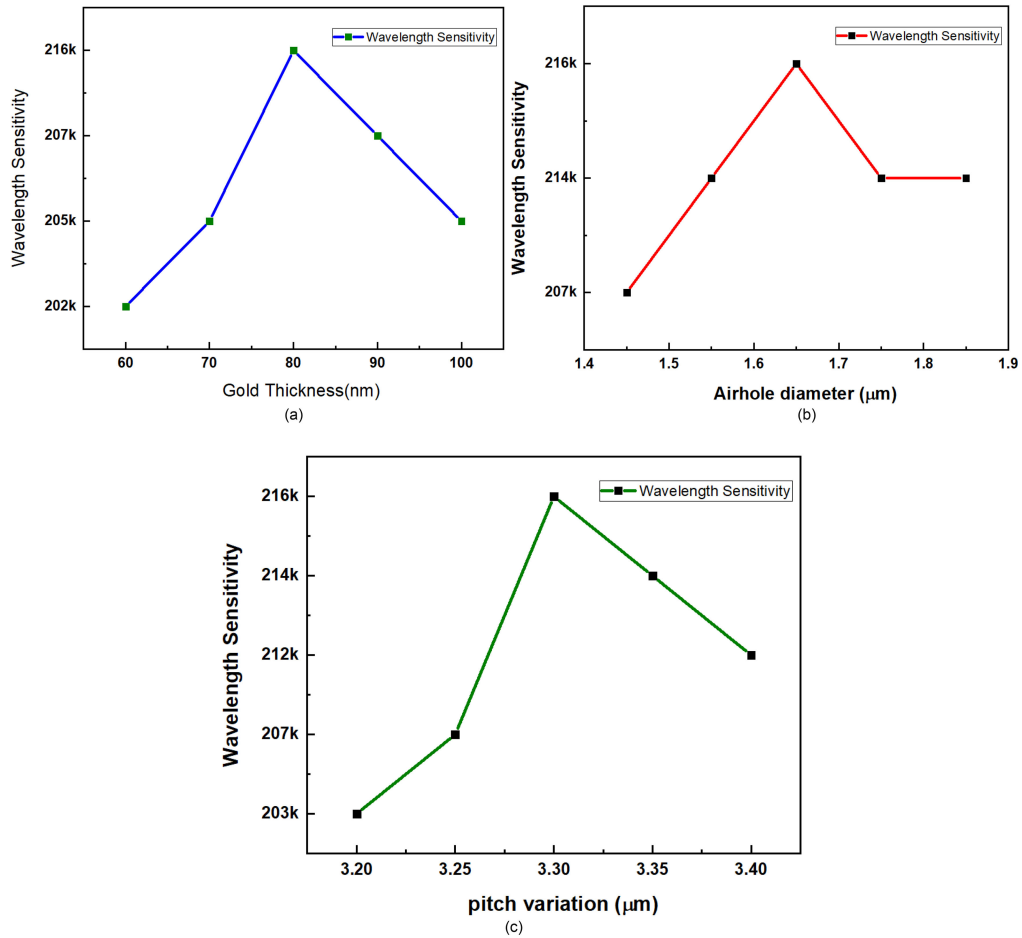 Wavelength Sensitivity
216k
207k
205k
202k
Wavelength Sensitivity
60 70 80 90 100
Gold Thickness(nm)
(a)
Wavelength Sensitivity
216k
214k
207k
Wavelength Sensitivity
1.4 1.5 1.6 1.7 1.8 1.9
Airhole diameter (μm)
(b)
Wavelength Sensitivity
216k
214k
212k
207k
203k
Wavelength Sensitivity
3.20 3.25 3.30 3.35 3.40
pitch variation (μm)
(c)